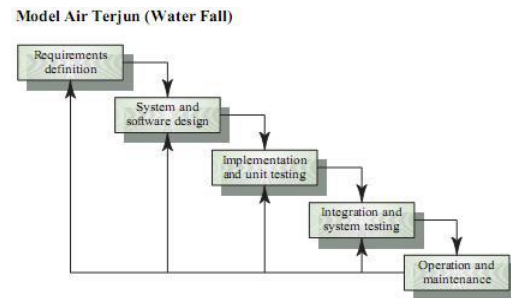 Model Air Terjun (Water Fall)
Requirements
definition
System and
software design
Implementation
and unit testing
Integration and
system testing
Operation and
maintenance